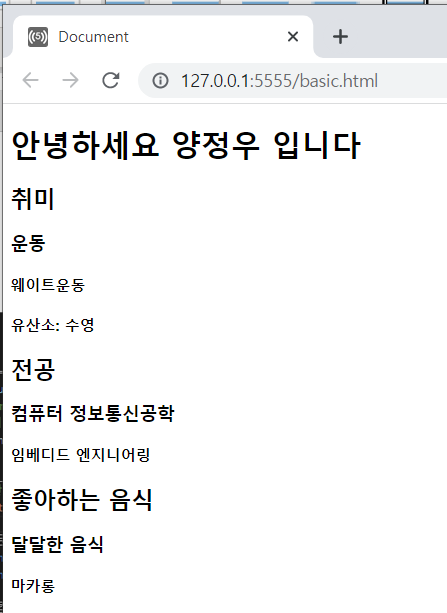 Document
127.0.0.1:5555/basic.html
안녕하세요 양정우 입니다
취미
운동
웨이트운동
유산소: 수영
전공
컴퓨터 정보통신공학
임베디드 엔지니어링
좋아하는 음식
달달한 음식
마카롱